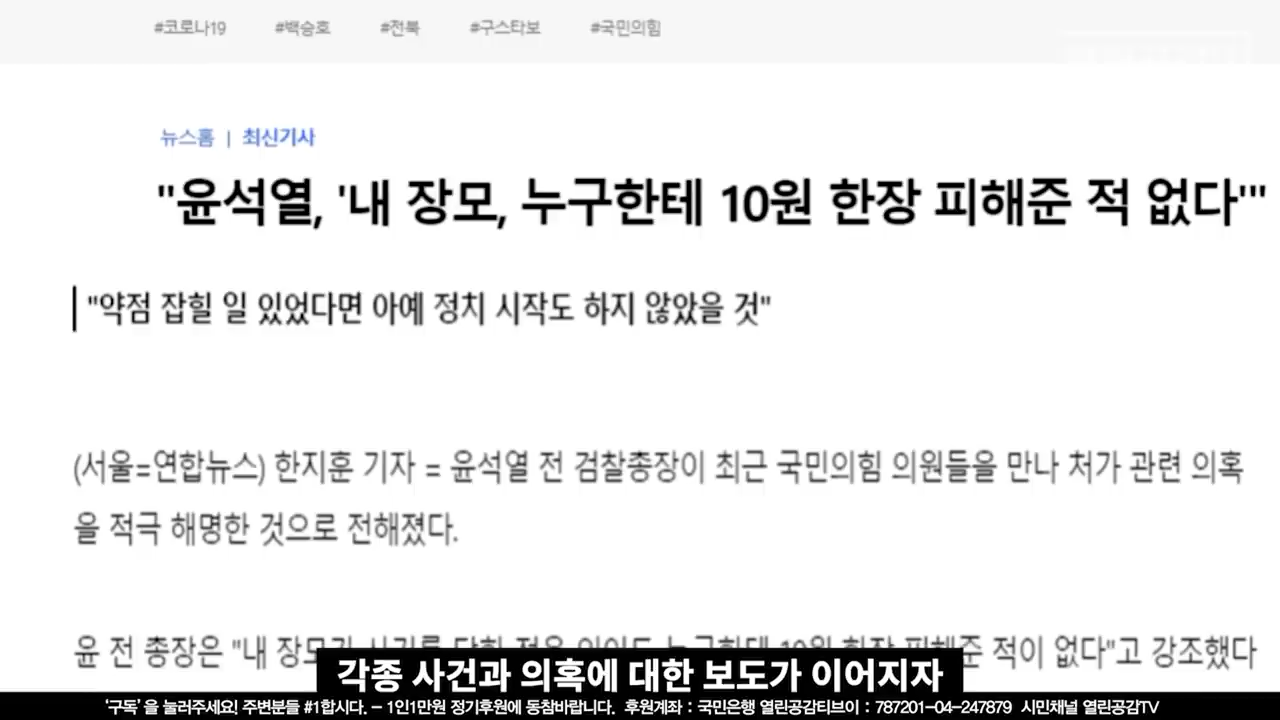 #코로나19 #백승호 #전북 #구스타보 #국민의힘
뉴스홈 | 최신기사
"윤석열, '내 장모, 누구한테 10원 한장 피해준 적 없다'"
"약점 잡힐 일 있었다면 아예 정치 시작도 하지 않았을 것"
(서울=연합뉴스) 한지훈 기자 = 윤석열 전 검찰총장이 최근 국민의힘 의원들을 만나 처가 관련 의혹
을 적극 해명한 것으로 전해졌다.
윤 전 총장은 "내 장모가 사기를 당한 적은 있어도 누구한테 10원 한장 피해준 적이 없다"고 강조했다
각종 사건과 의혹에 대한 보도가 이어지자
'구독'을 눌러주세요! 주변분들 #1합시다. - 1인1만원 정기후원에 동참바랍니다. 후원계좌 : 국민은행 열린공감티브이 : 787201-04-247879 시민채널 열린공감TV